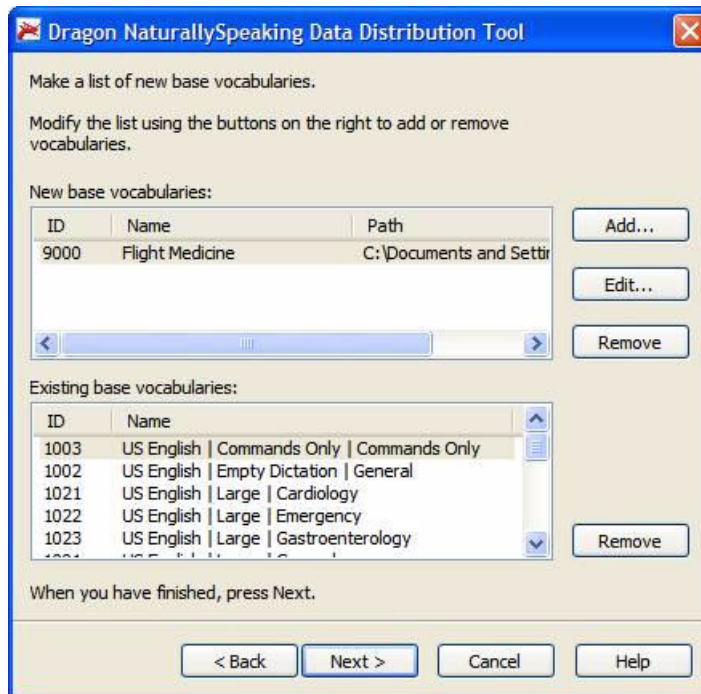 Dragon NaturallySpeaking Data Distribution Tool
Make a list of new base vocabularies.
Modify the list using the buttons on the right to add or remove
vocabularies.
New base vocabularies:
ID Name Path
9000 Flight Medicine C:\Documents and Settin
Add...
Edit...
Remove
Existing base vocabularies:
ID Name
1003 US English | Commands Only | Commands Only
1002 US English | Empty Dictation | General
1021 US English | Large | Cardiology
1022 US English | Large | Emergency
1023 US English | Large | Gastroenterology
Remove
When you have finished, press Next.
< Back Next > Cancel Help